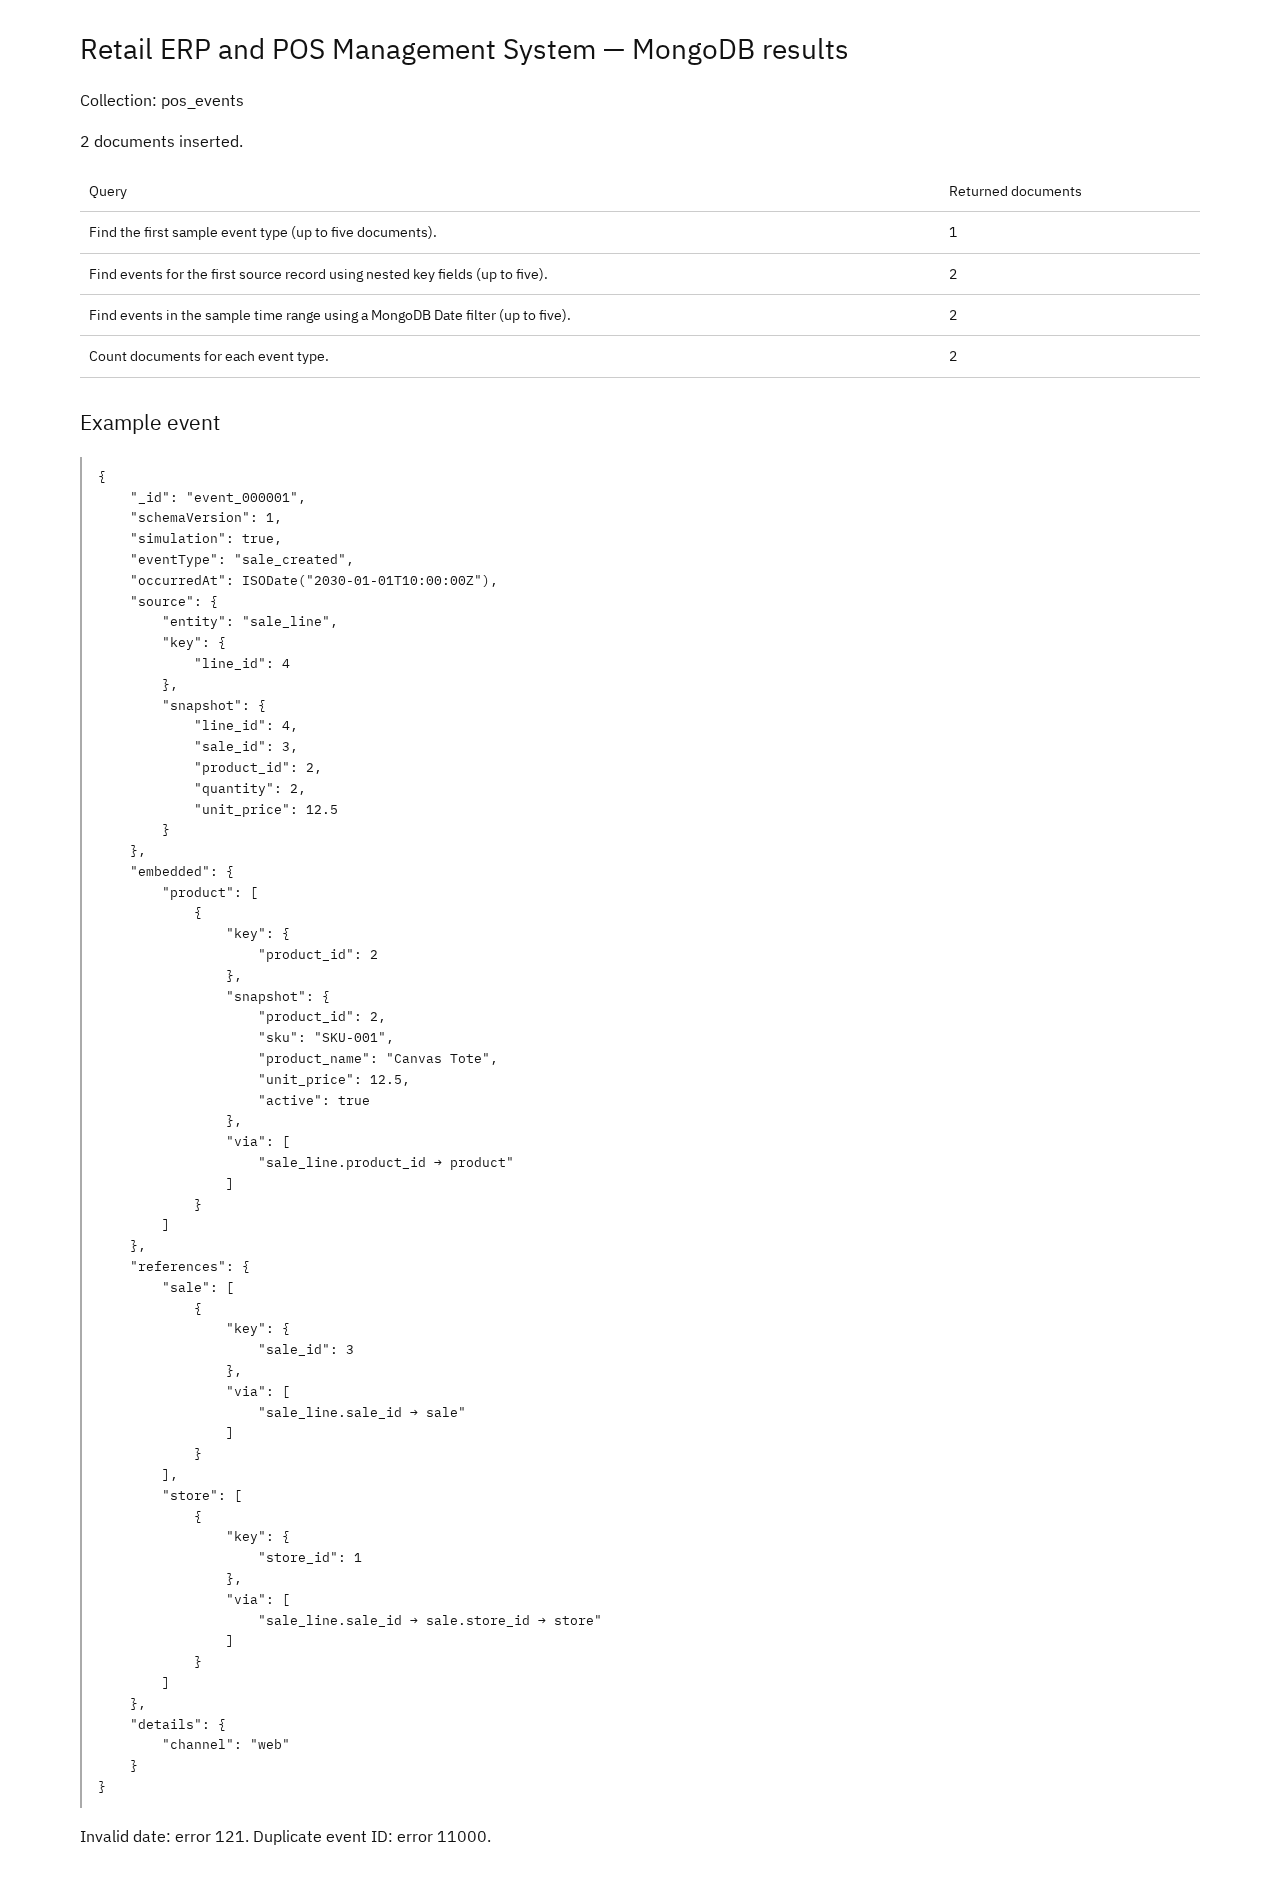 Retail ERP and POS Management System — MongoDB results
Collection: pos_events
2 documents inserted.
Query Returned documents
Find the first sample event type (up to five documents). 1
Find events for the first source record using nested key fields (up to five). 2
Find events in the sample time range using a MongoDB Date filter (up to five). 2
Count documents for each event type. 2
Example event
{
    "_id": "event_000001",
    "schemaVersion": 1,
    "simulation": true,
    "eventType": "sale_created",
    "occurredAt": ISODate("2030-01-01T10:00:00Z"),
    "source": {
        "entity": "sale_line",
        "key": {
            "line_id": 4
        },
        "snapshot": {
            "line_id": 4,
            "sale_id": 3,
            "product_id": 2,
            "quantity": 2,
            "unit_price": 12.5
        }
    },
    "embedded": {
        "product": [
            {
                "key": {
                    "product_id": 2
                },
                "snapshot": {
                    "product_id": 2,
                    "sku": "SKU-001",
                    "product_name": "Canvas Tote",
                    "unit_price": 12.5,
                    "active": true
                },
                "via": [
                    "sale_line.product_id → product"
                ]
            }
        ]
    },
    "references": {
        "sale": [
            {
                "key": {
                    "sale_id": 3
                },
                "via": [
                    "sale_line.sale_id → sale"
                ]
            }
        ],
        "store": [
            {
                "key": {
                    "store_id": 1
                },
                "via": [
                    "sale_line.sale_id → sale.store_id → store"
                ]
            }
        ]
    },
    "details": {
        "channel": "web"
    }
}
Invalid date: error 121. Duplicate event ID: error 11000.